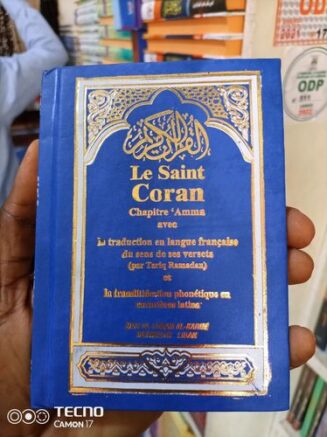 القرآن الكريم
Le Saint
Coran
Chapitre ‘Amma
avec
la traduction en langue française
du sens de ses versets
(par Tariq Ramadan)
et
la translittération phonétique en
caractères latins
ODP
TECNO
CAMON 17